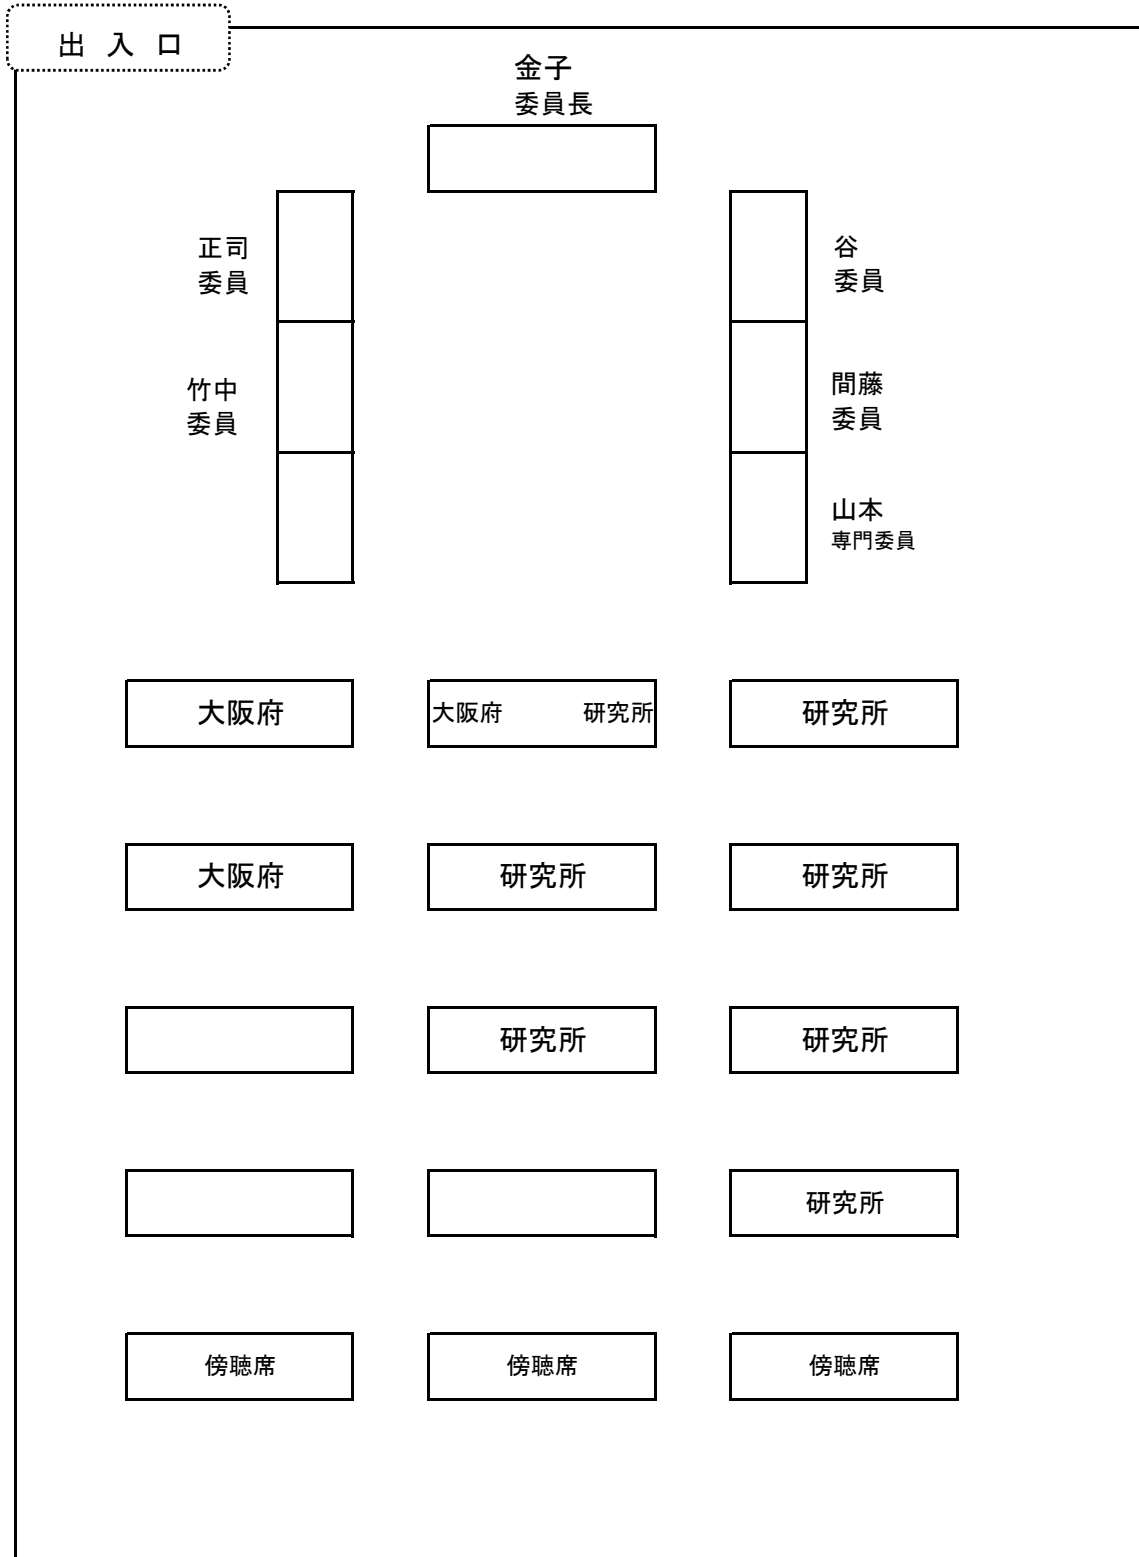 出 入 口
金子
委員長
正司
委員
谷
委員
竹中
委員
間藤
委員
山本
専門委員
大阪府
大阪府 研究所
研究所
大阪府
研究所
研究所
研究所
研究所
研究所
傍聴席
傍聴席
傍聴席